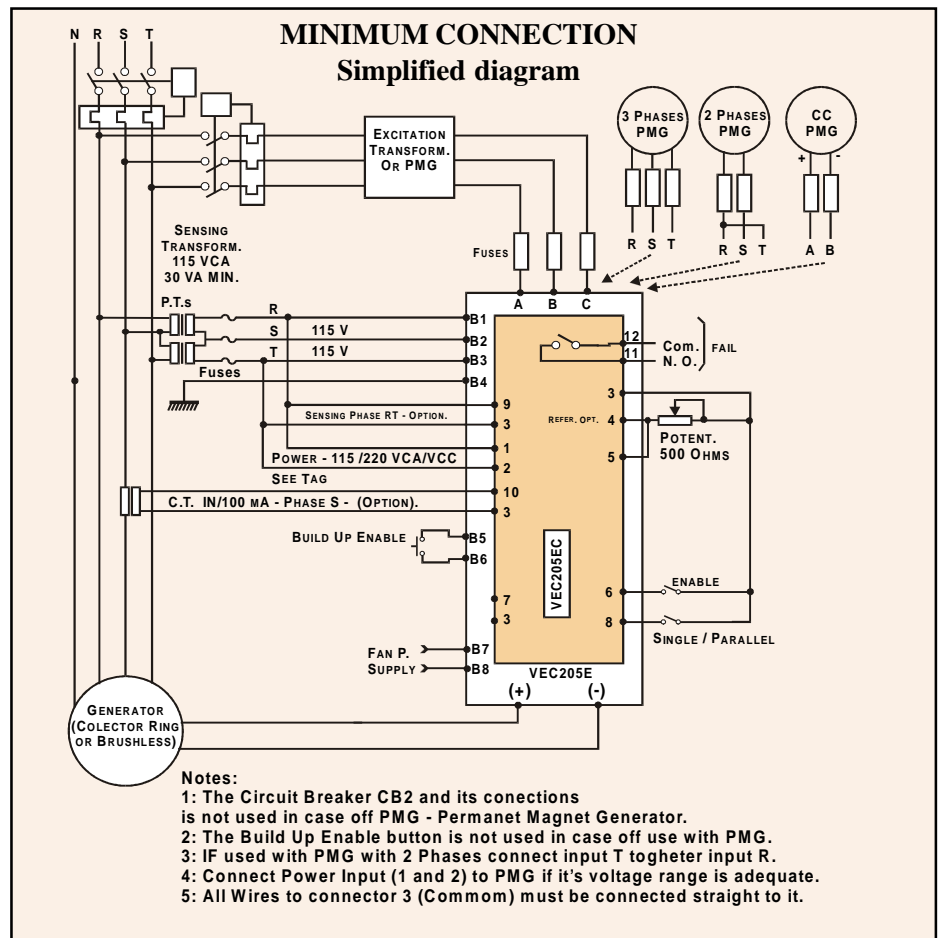 MINIMUM CONNECTION
Simplified diagram
N R S T
3 PHASES
PMG
2 PHASES
PMG
CC
PMG
+ -
EXCITATION
TRANSFORM.
OR PMG
R S T
R S T
A B
SENSING
TRANSFORM.
115 VCA
30 VA MIN.
FUSES
A B C
P.T.s
R
S 115 V
T 115 V
Fuses
B1
B2
B3
B4
12
11
Com.
N. O.
FAIL
9
SENSING PHASE RT - OPTION.
3
1
POWER - 115 /220 VCA/VCC
2
SEE TAG
10
C.T. IN/100 MA - PHASE S - (OPTION).
3
3
REFER. OPT. 4
5
POTENT.
500 OHMS
BUILD UP ENABLE
B5
B6
VEC205EC
7
3
6
ENABLE
8
SINGLE / PARALLEL
FAN P.
SUPPLY
B7
B8
VEC205E
(+) (-)
GENERATOR
(COLECTOR RING
OR BRUSHLESS)
Notes:
1: The Circuit Breaker CB2 and its conections
is not used in case off PMG - Permanet Magnet Generator.
2: The Build Up Enable button is not used in case off use with PMG.
3: IF used with PMG with 2 Phases connect input T togheter input R.
4: Connect Power Input (1 and 2) to PMG if it's voltage range is adequate.
5: All Wires to connector 3 (Commom) must be connected straight to it.